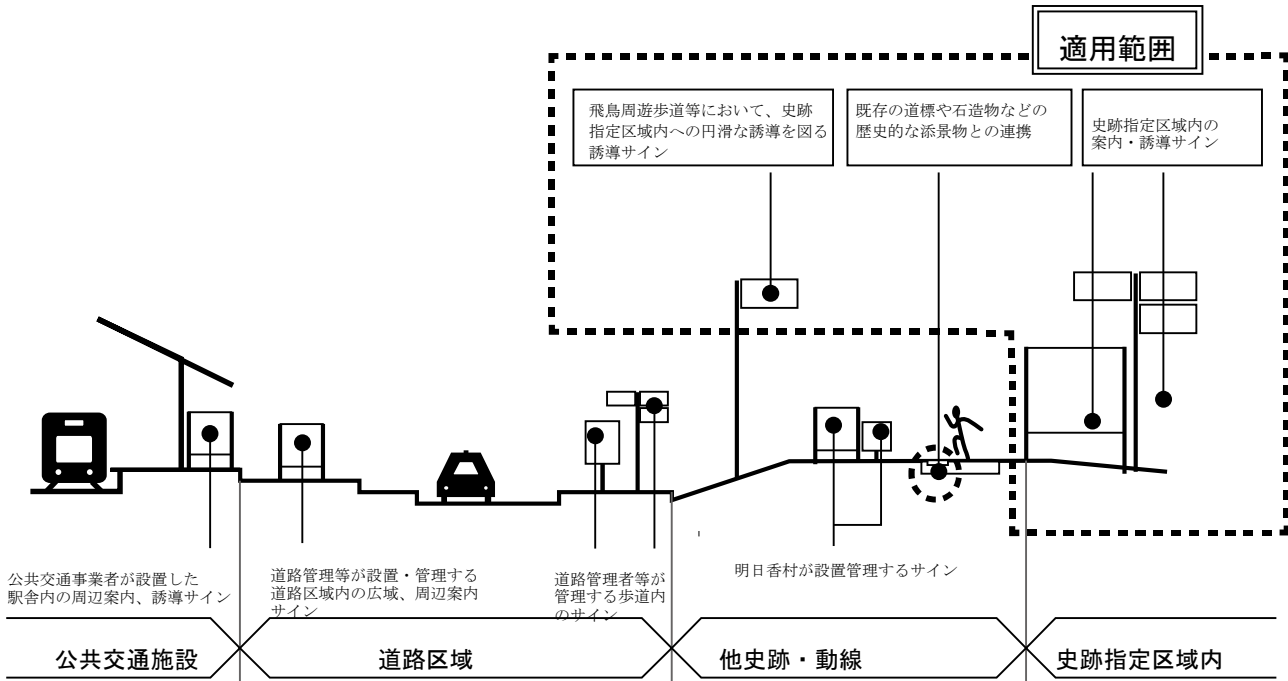 適用範囲
飛鳥周遊歩道等において、史跡
指定区域内への円滑な誘導を図る
誘導サイン
既存の道標や石造物などの
歴史的な添景物との連携
史跡指定区域内の
案内・誘導サイン
公共交通事業者が設置した
駅舎内の周辺案内、誘導サイン
道路管理等が設置・管理する
道路区域内の広域、周辺案内
サイン
道路管理者等が
管理する歩道内
のサイン
明日香村が設置管理するサイン
公共交通施設
道路区域
他史跡・動線
史跡指定区域内